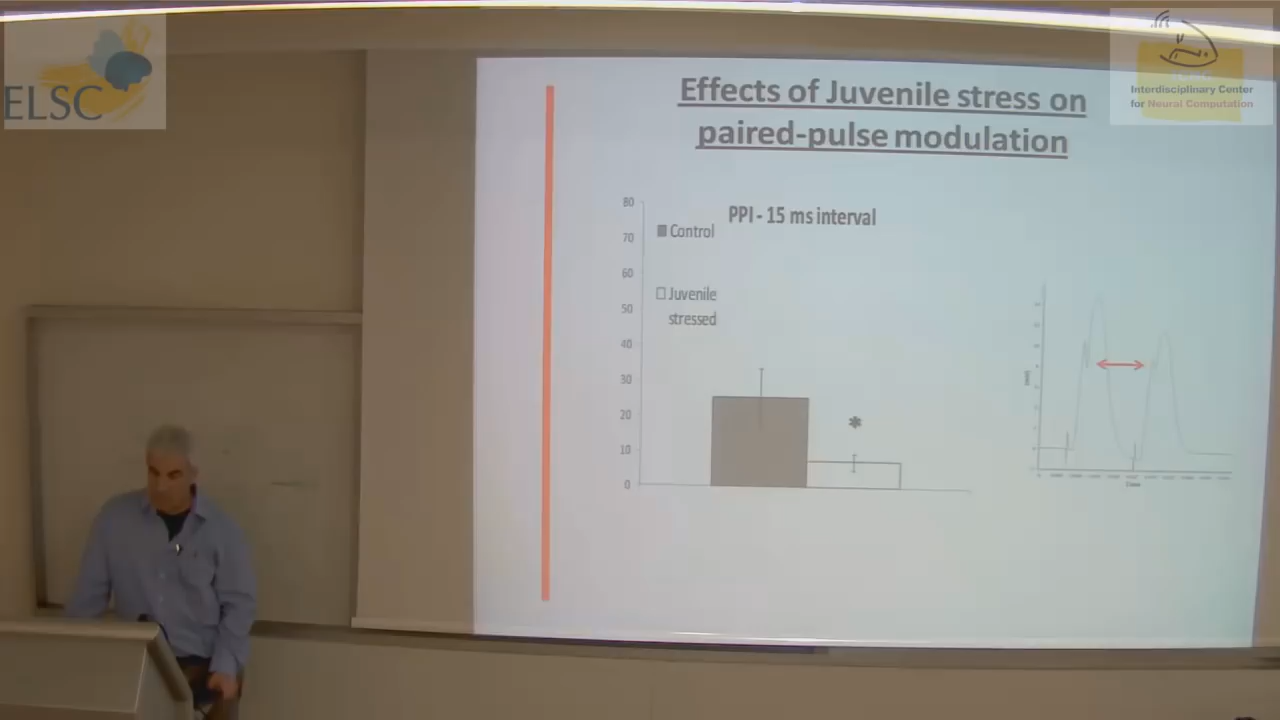 ELSC
Interdisciplinary Center
for Neural Computation
Effects of Juvenile stress on
paired-pulse modulation
PPI - 15 ms interval
80
70
60
50
40
30
20
10
0
Control
Juvenile
stressed
*